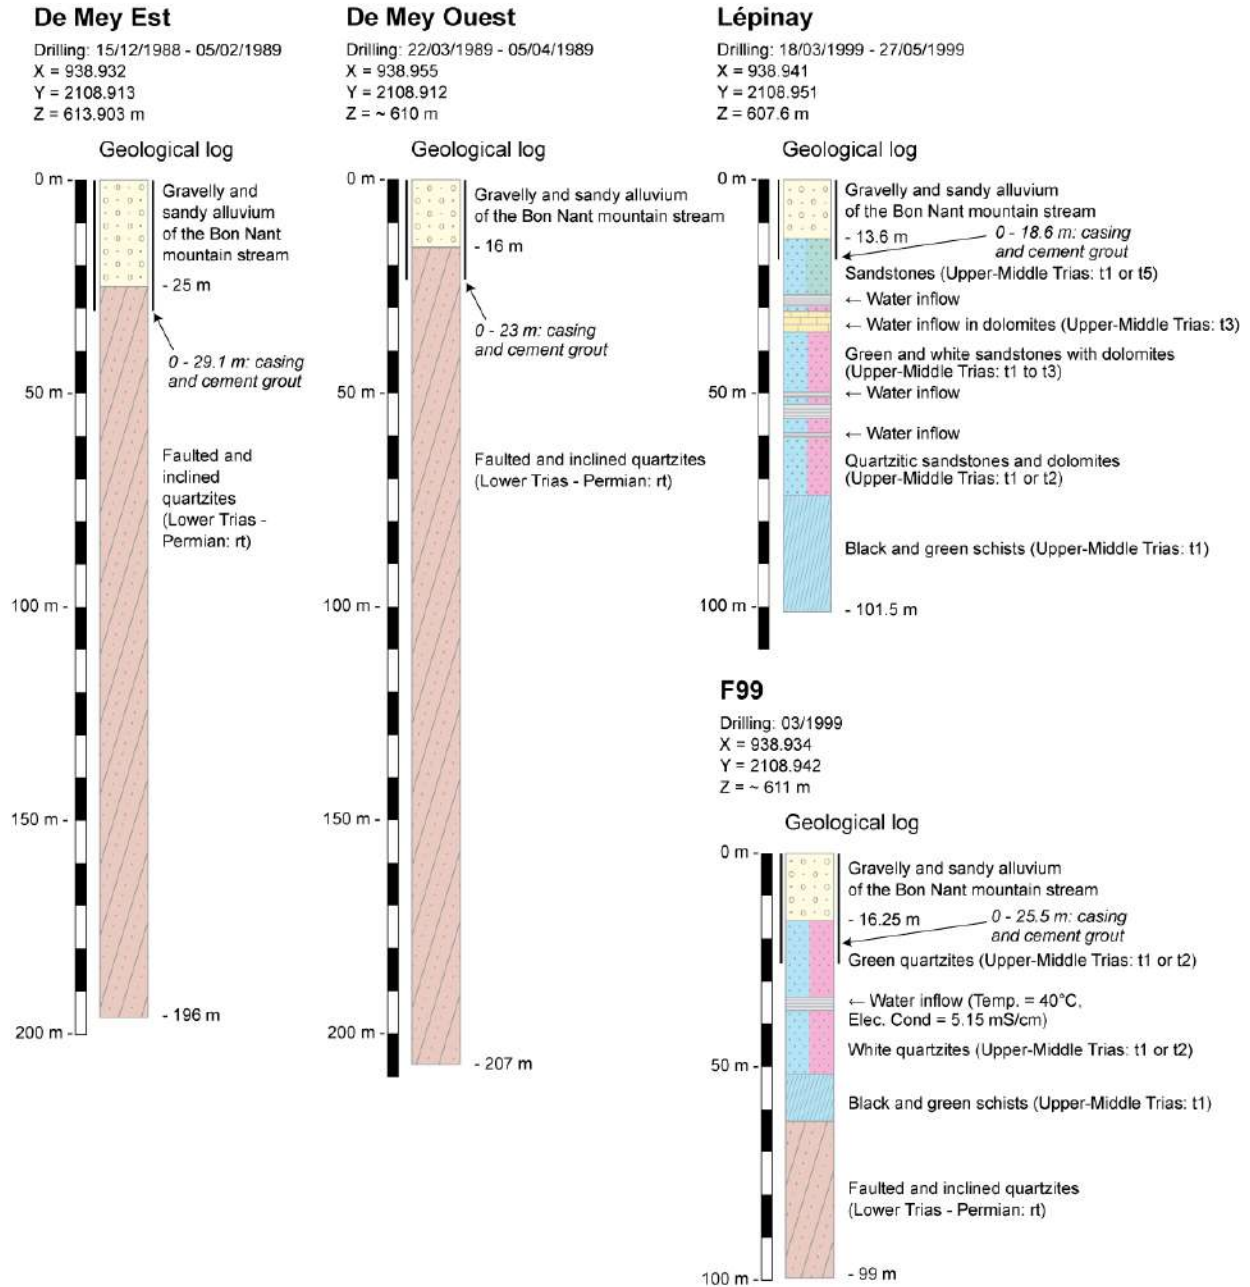 De Mey Est
Drilling: 15/12/1988 - 05/02/1989
X = 938.932
Y = 2108.913
Z = 613.903 m
Geological log
0 m -
50 m -
100 m -
150 m -
200 m -
Gravelly and
sandy alluvium
of the Bon Nant
mountain stream
- 25 m
0 - 29.1 m: casing
and cement grout
Faulted and
inclined
quartzites
(Lower Trias -
Permian: rt)
- 196 m
De Mey Ouest
Drilling: 22/03/1989 - 05/04/1989
X = 938.955
Y = 2108.912
Z = ~ 610 m
Geological log
0 m -
50 m -
100 m -
150 m -
200 m -
Gravelly and sandy alluvium
of the Bon Nant mountain stream
- 16 m
0 - 23 m: casing
and cement grout
Faulted and inclined quartzites
(Lower Trias - Permian: rt)
- 207 m
Lépinay
Drilling: 18/03/1999 - 27/05/1999
X = 938.941
Y = 2108.951
Z = 607.6 m
Geological log
0 m -
50 m -
100 m -
Gravelly and sandy alluvium
of the Bon Nant mountain stream
- 13.6 m
0 - 18.6 m: casing
and cement grout
Sandstones (Upper-Middle Trias: t1 or t5)
← Water inflow
← Water inflow in dolomites (Upper-Middle Trias: t3)
Green and white sandstones with dolomites
(Upper-Middle Trias: t1 to t3)
← Water inflow
← Water inflow
Quartzitic sandstones and dolomites
(Upper-Middle Trias: t1 or t2)
Black and green schists (Upper-Middle Trias: t1)
- 101.5 m
F99
Drilling: 03/1999
X = 938.934
Y = 2108.942
Z = ~ 611 m
Geological log
0 m -
50 m -
100 m -
Gravelly and sandy alluvium
of the Bon Nant mountain stream
- 16.25 m
0 - 25.5 m: casing
and cement grout
Green quartzites (Upper-Middle Trias: t1 or t2)
← Water inflow (Temp. = 40°C,
Elec. Cond = 5.15 mS/cm)
White quartzites (Upper-Middle Trias: t1 or t2)
Black and green schists (Upper-Middle Trias: t1)
Faulted and inclined quartzites
(Lower Trias - Permian: rt)
- 99 m